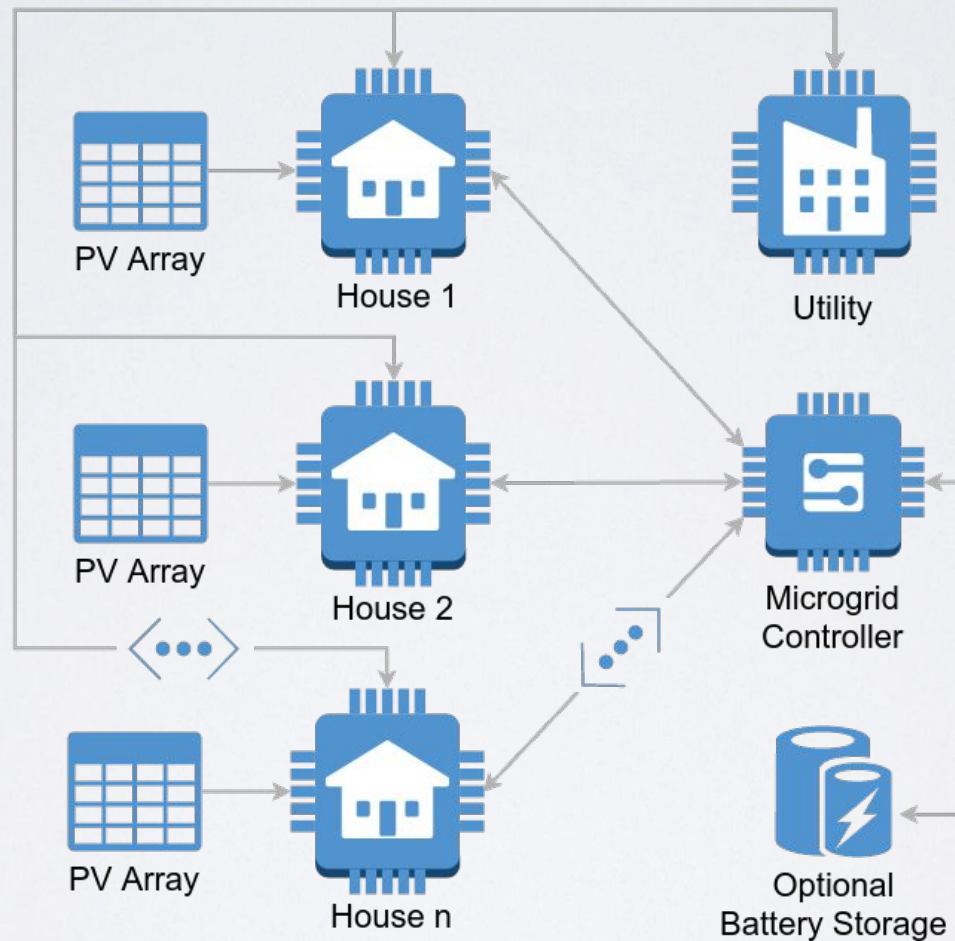 PV Array
House 1
Utility
PV Array
House 2
Microgrid
Controller
PV Array
House n
Optional
Battery Storage